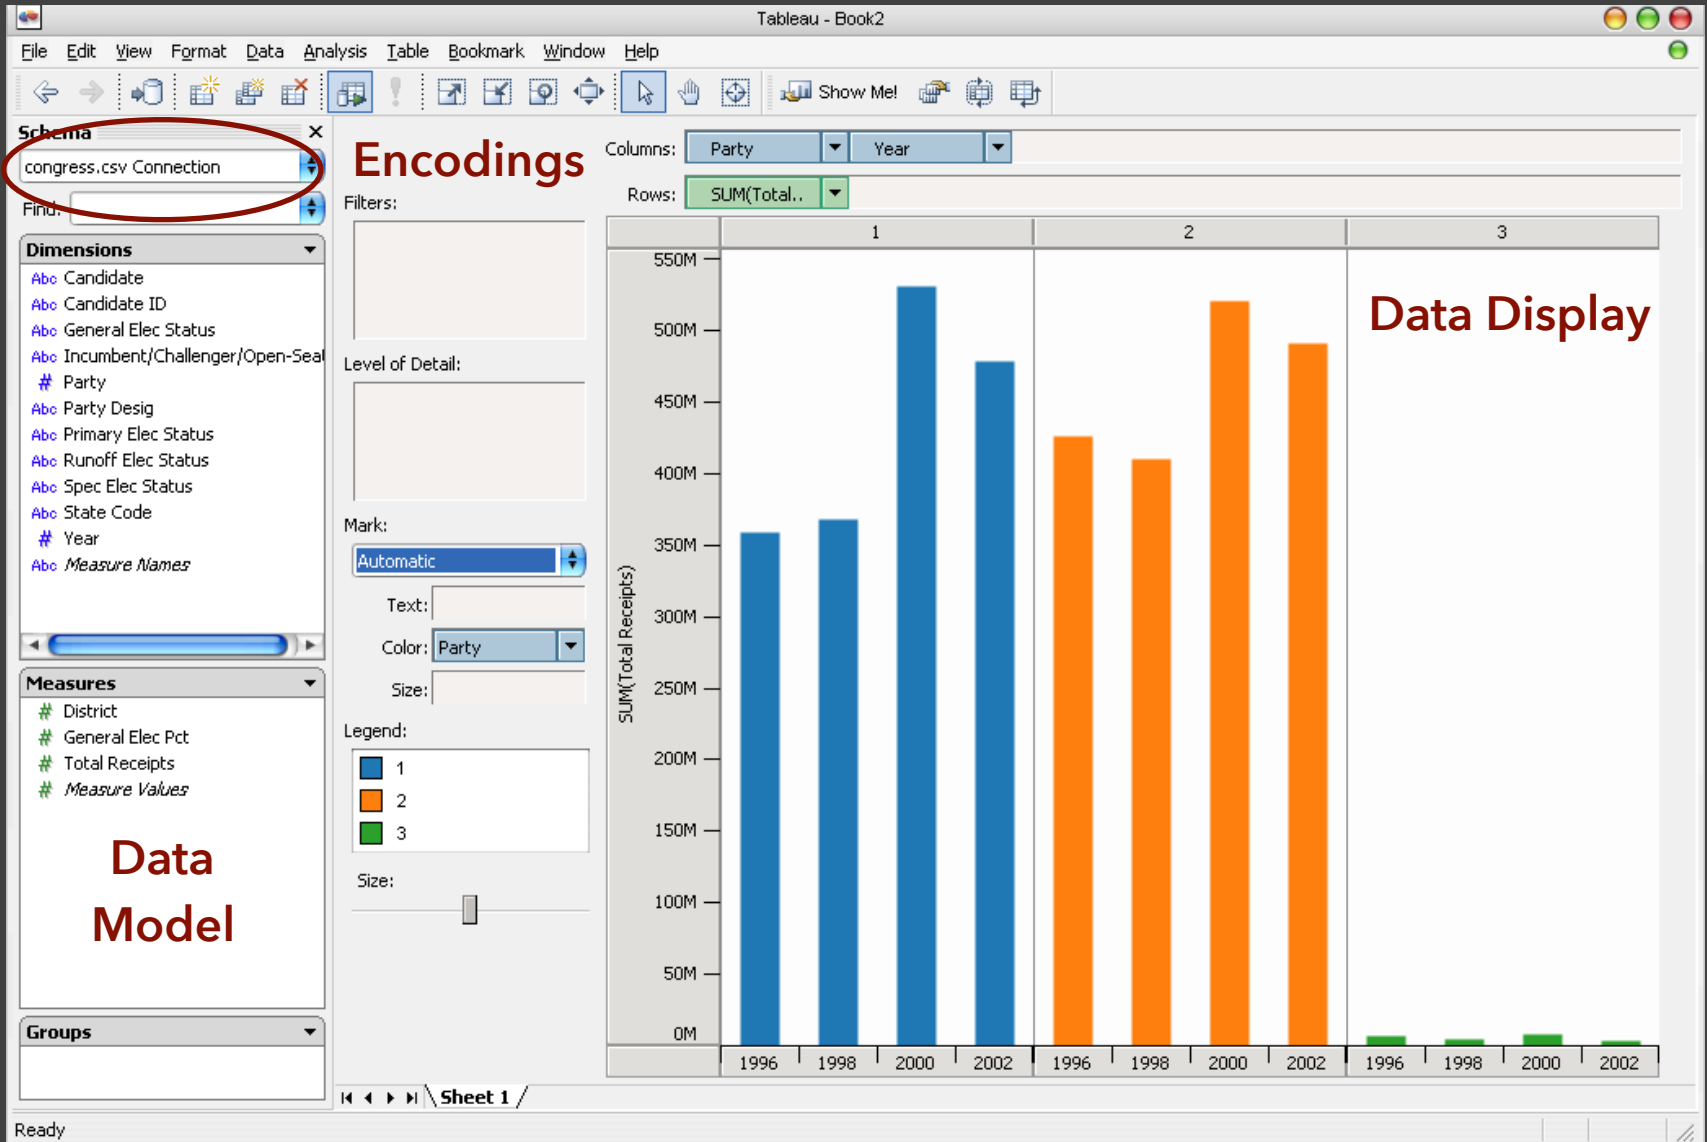 Tableau - Book2
File Edit View Format Data Analysis Table Bookmark Window Help
Show Me!
Schema
congress.csv Connection
Find:
Dimensions
Abc Candidate
Abc Candidate ID
Abc General Elec Status
Abc Incumbent/Challenger/Open-Seat
# Party
Abc Party Desig
Abc Primary Elec Status
Abc Runoff Elec Status
Abc Spec Elec Status
Abc State Code
# Year
Abc Measure Names
Measures
# District
# General Elec Pct
# Total Receipts
# Measure Values
Data
Model
Groups
Encodings
Filters:
Level of Detail:
Mark:
Automatic
Text:
Color: Party
Size:
Legend:
1
2
3
Size:
Columns: Party Year
Rows: SUM(Total..
1 2 3
Data Display
SUM(Total Receipts)
550M
500M
450M
400M
350M
300M
250M
200M
150M
100M
50M
0M
1996 1998 2000 2002 1996 1998 2000 2002 1996 1998 2000 2002
Sheet 1
Ready